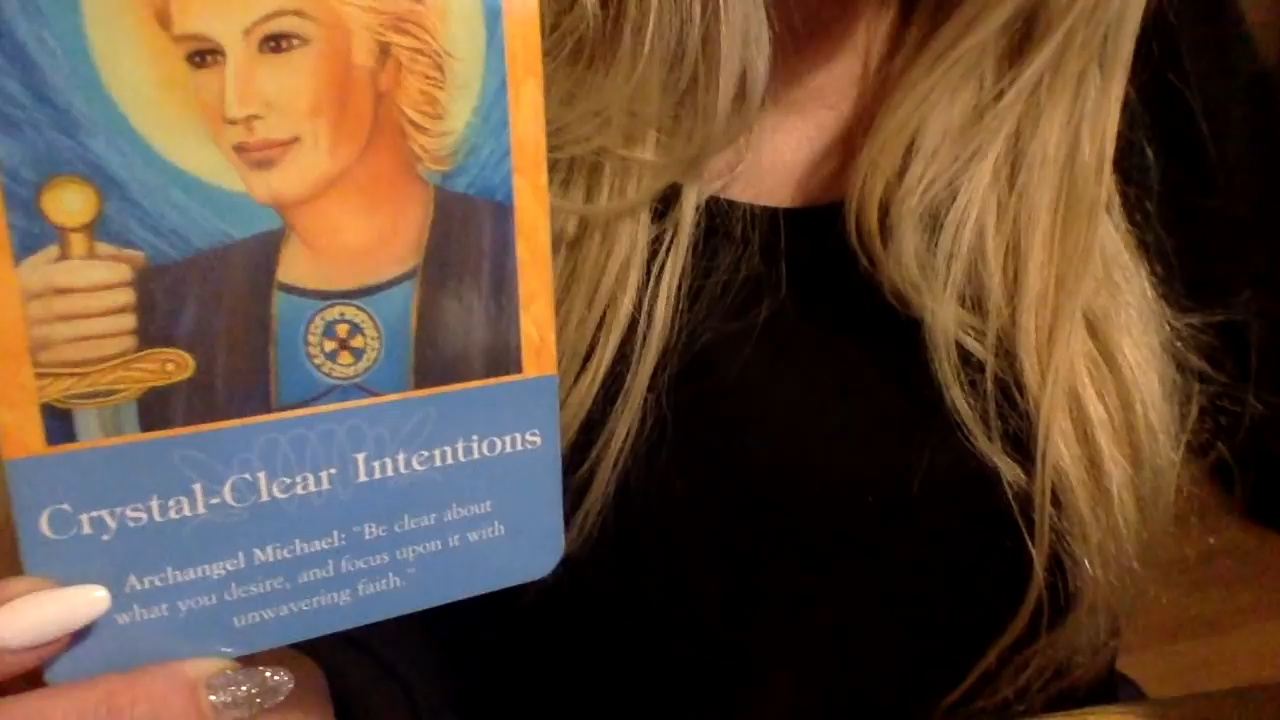 Crystal-Clear Intentions
Archangel Michael: "Be clear about
what you desire, and focus upon it with
unwavering faith."